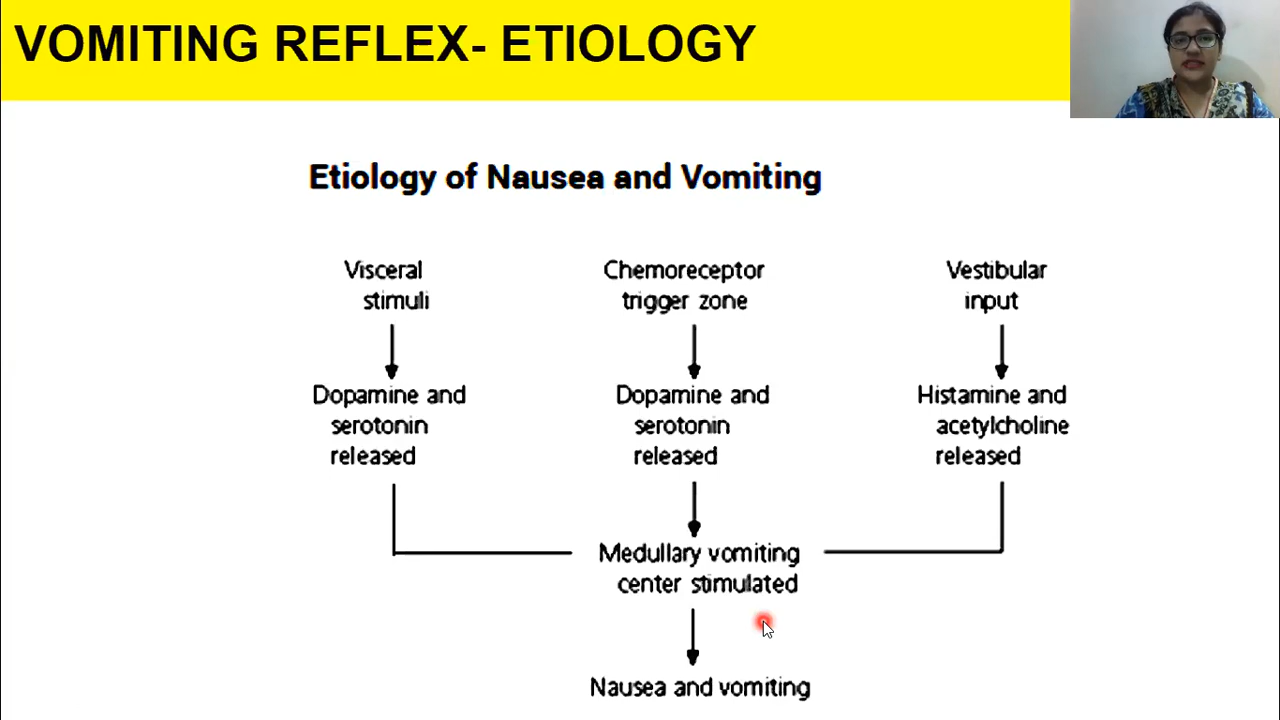 VOMITING REFLEX- ETIOLOGY
Etiology of Nausea and Vomiting
Visceral
stimuli
Chemoreceptor
trigger zone
Vestibular
input
Dopamine and
serotonin
released
Dopamine and
serotonin
released
Histamine and
acetylcholine
released
Medullary vomiting
center stimulated
Nausea and vomiting